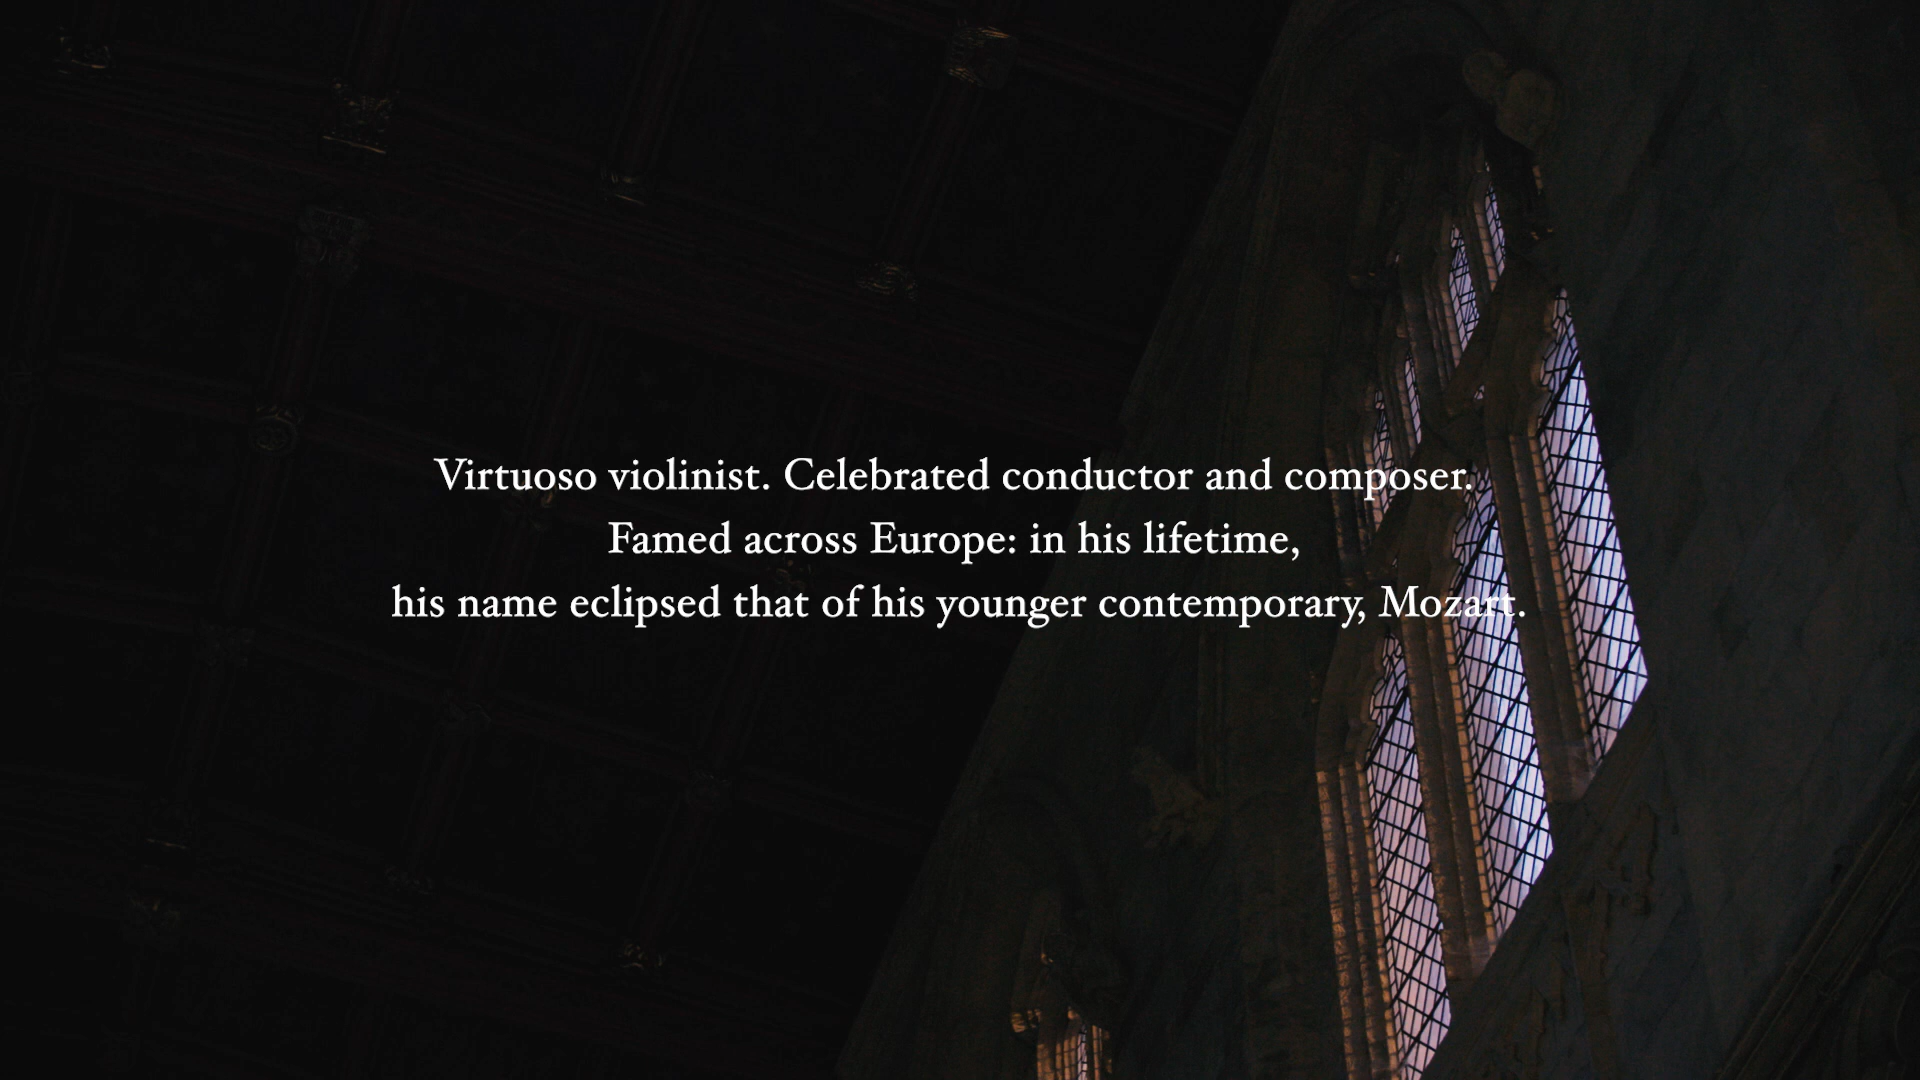 Virtuoso violinist. Celebrated conductor and composer.
Famed across Europe: in his lifetime,
his name eclipsed that of his younger contemporary, Mozart.